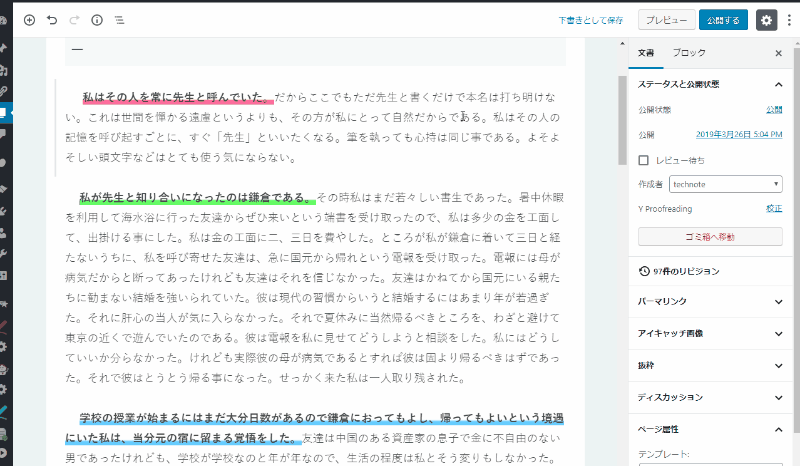 下書きとして保存
プレビュー
公開する
一
私はその人を常に先生と呼んでいた。だからここでもただ先生と書くだけで本名は打ち明けな
い。これは世間を憚かる遠慮というよりも、その方が私にとって自然だからである。私はその人の
記憶を呼び起すごとに、すぐ「先生」といいたくなる。筆を執っても心持は同じ事である。よそよ
そしい頭文字などはとても使う気にならない。
私が先生と知り合いになったのは鎌倉である。その時私はまだ若々しい書生であった。暑中休暇
を利用して海水浴に行った友達からぜひ来いという端書を受け取ったので、私は多少の金を工面し
て、出掛ける事にした。私は金の工面に二、三日を費やした。ところが私が鎌倉に着いて三日と経
たないうちに、私を呼び寄せた友達は、急に国元から帰れという電報を受け取った。電報には母が
病気だからと断ってあったけれども友達はそれを信じなかった。友達はかねてから国元にいる親た
ちに勧まない結婚を強いられていた。彼は現代の習慣からいうと結婚するにはあまり年が若過ぎ
た。それに肝心の当人が気に入らなかった。それで夏休みに当然帰るべきところを、わざと避けて
東京の近くで遊んでいたのである。彼は電報を私に見せてどうしようと相談をした。私にはどうし
ていいか分らなかった。けれども実際彼の母が病気であるとすれば彼は固より帰るべきはずであっ
た。それで彼はとうとう帰る事になった。せっかく来た私は一人取り残された。
学校の授業が始まるにはまだ大分日数があるので鎌倉におってもよし、帰ってもよいという境遇
にいた私は、当分元の宿に留まる覚悟をした。友達は中国のある資産家の息子で金に不自由のない
男であったけれども、学校が学校なのと年が年なので、生活の程度は私とそう変りもしなかった。
文書
ブロック
ステータスと公開状態
公開状態
公開
公開
2019年3月26日 5:04 PM
レビュー待ち
作成者
technote
Y Proofreading
校正
ゴミ箱へ移動
97件のリビジョン
パーマリンク
アイキャッチ画像
抜粋
ディスカッション
ページ属性
テンプレート: